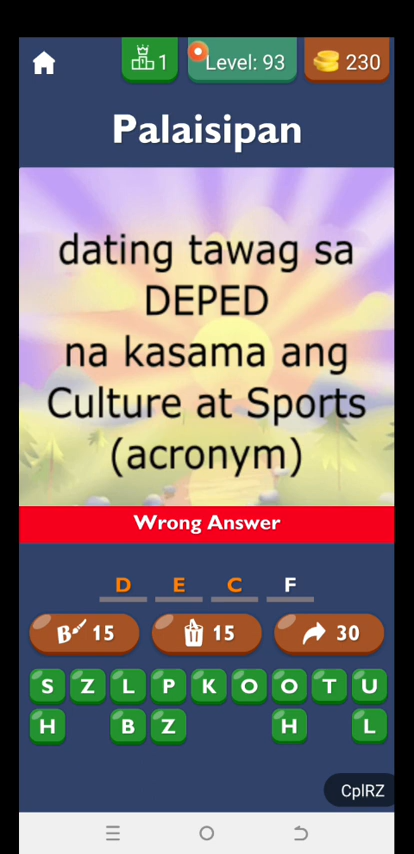 1 Level: 93 230
Palaisipan
dating tawag sa
DEPED
na kasama ang
Culture at Sports
(acronym)
Wrong Answer
D E C F
B 15 15 30
S Z L P K O O T U
H B Z H L
CplRZ